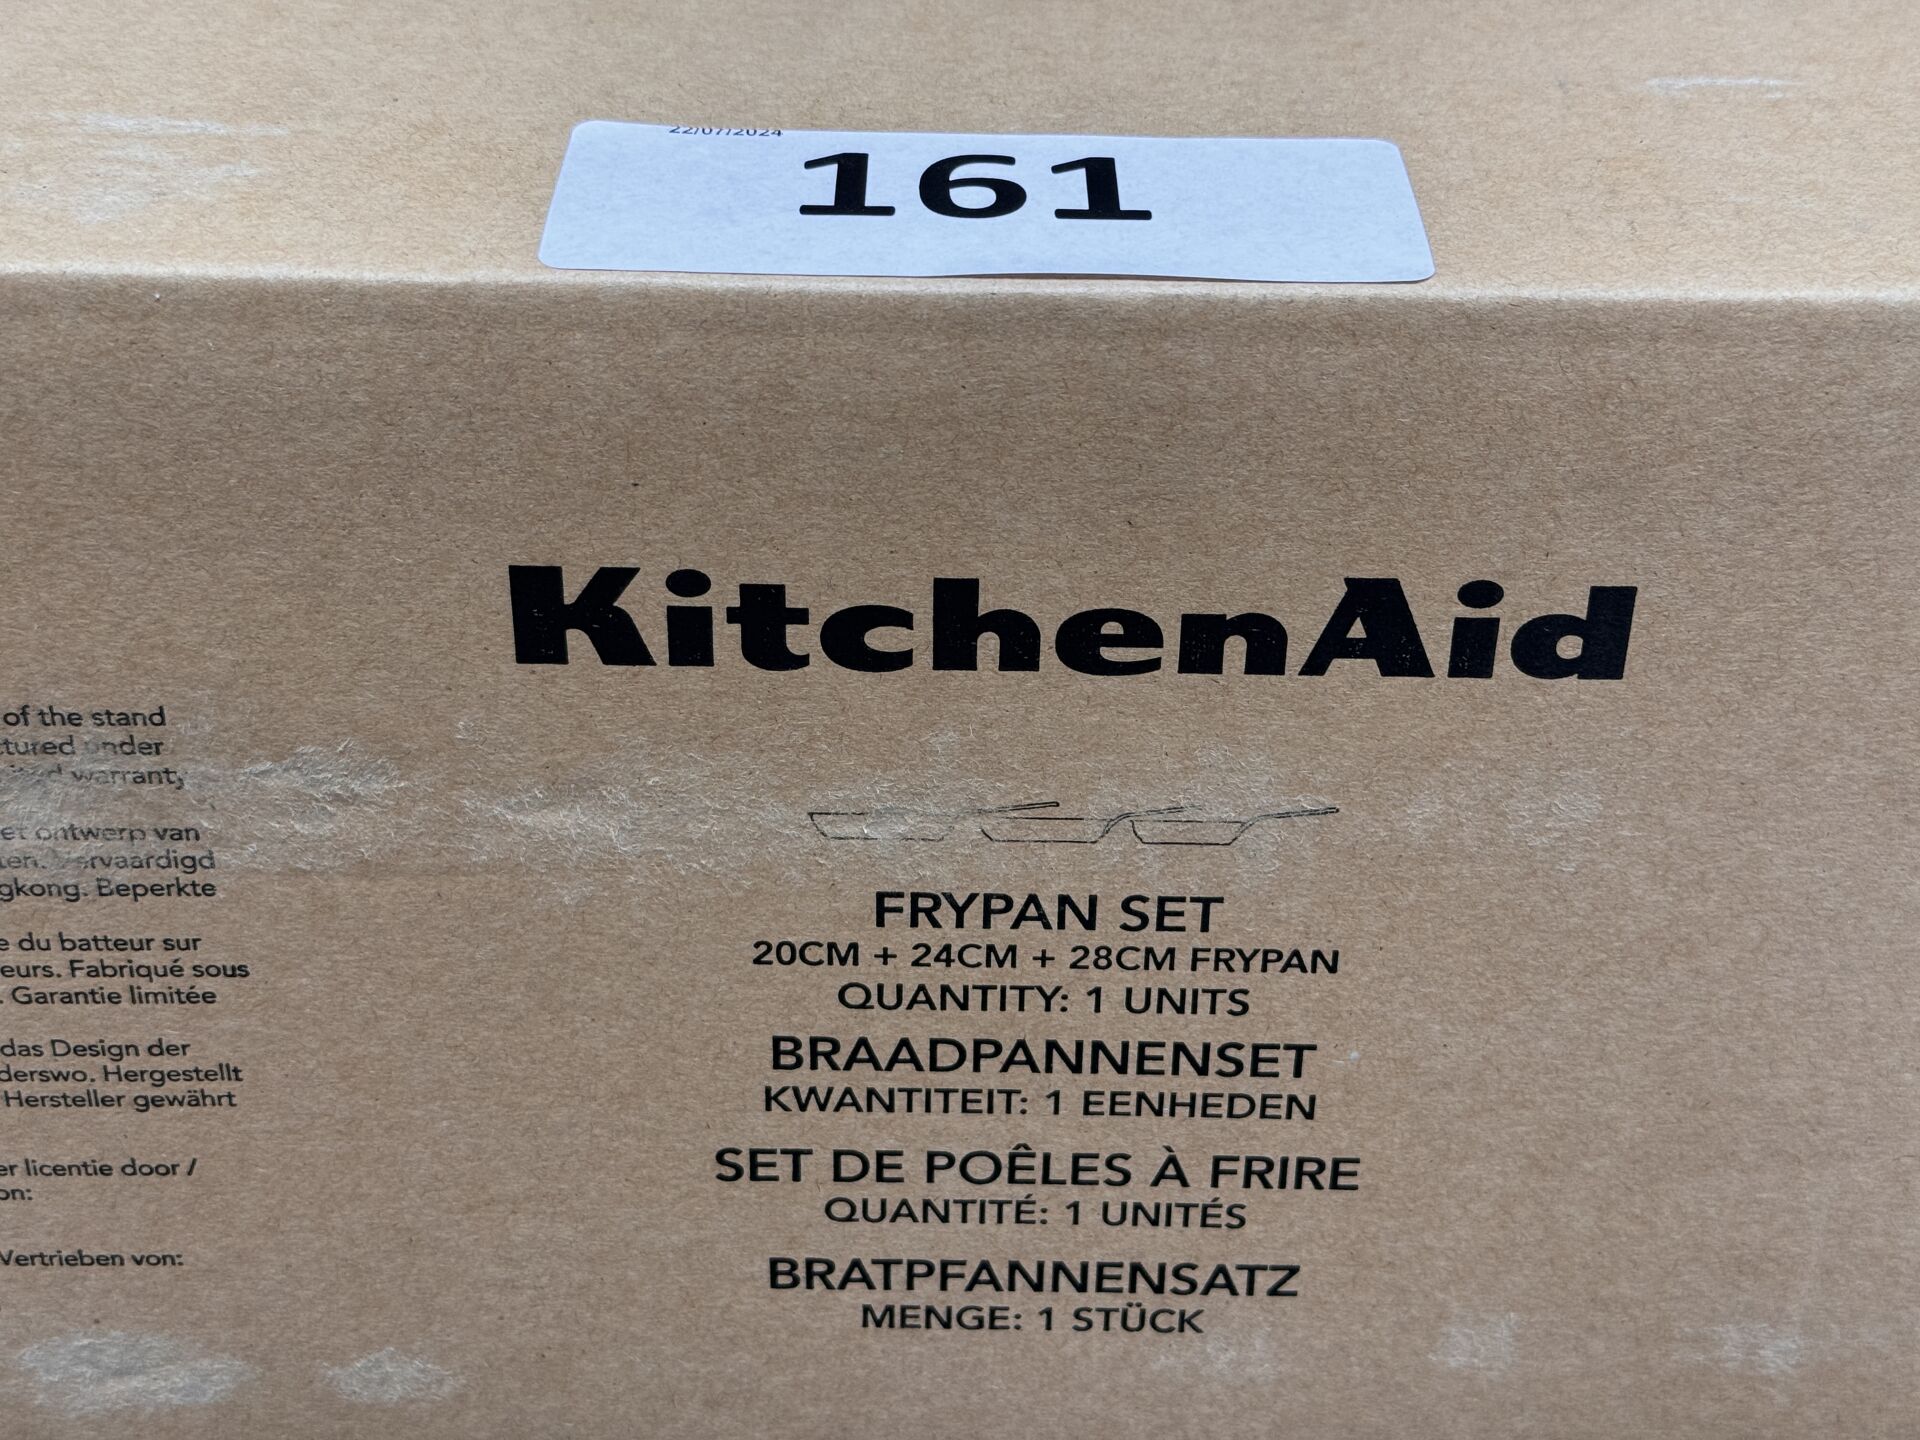 22/07/2024
161
KitchenAid
of the stand
under
warranty
ontwerp van
gkong. Beperkte
e du batteur sur
eurs. Fabriqué sous
. Garantie limitée
das Design der
derswo. Hergestellt
Hersteller gewährt
er licentie door /
on:
Vertrieben von:
FRYPAN SET
20CM + 24CM + 28CM FRYPAN
QUANTITY: 1 UNITS
BRAADPANNENSET
KWANTITEIT: 1 EENHEDEN
SET DE POÊLES À FRIRE
QUANTITÉ: 1 UNITÉS
BRATPFANNENSATZ
MENGE: 1 STÜCK